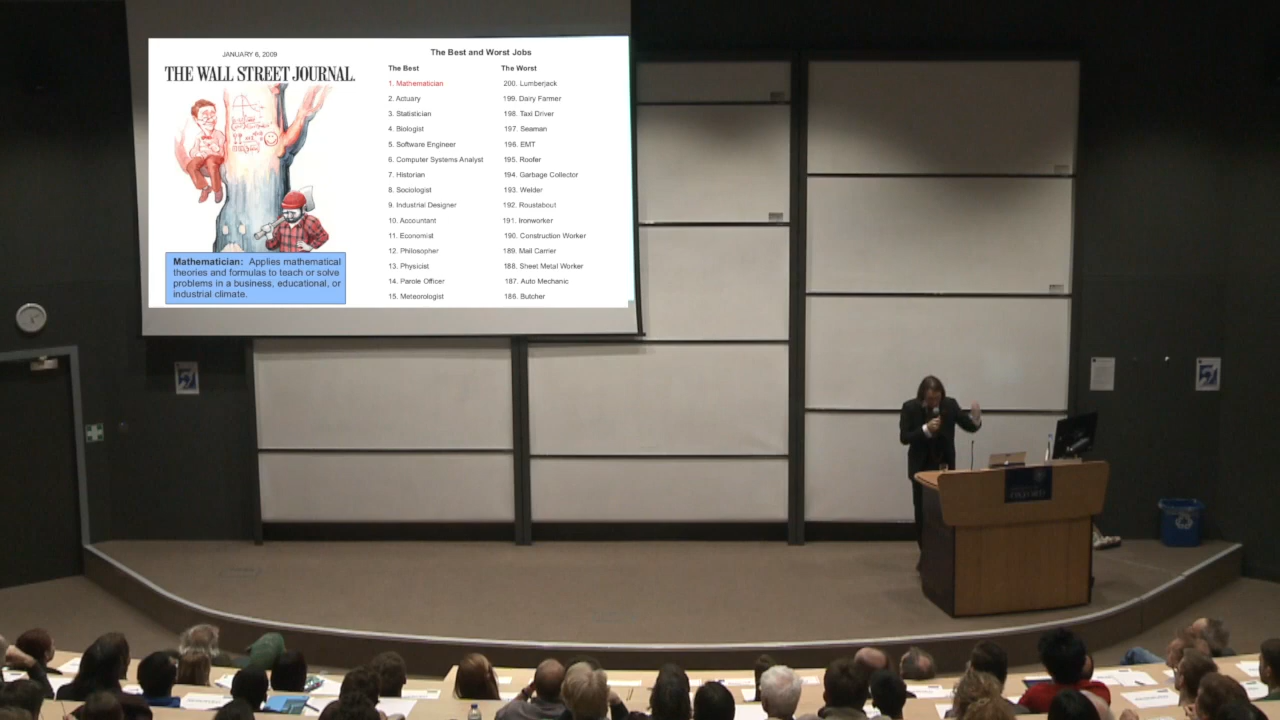 JANUARY 6, 2009
THE WALL STREET JOURNAL.
Mathematician: Applies mathematical
theories and formulas to teach or solve
problems in a business, educational, or
industrial climate.
The Best and Worst Jobs
The Best
The Worst
1. Mathematician
200. Lumberjack
2. Actuary
199. Dairy Farmer
3. Statistician
198. Taxi Driver
4. Biologist
197. Seaman
5. Software Engineer
196. EMT
6. Computer Systems Analyst
195. Roofer
7. Historian
194. Garbage Collector
8. Sociologist
193. Welder
9. Industrial Designer
192. Roustabout
10. Accountant
191. Ironworker
11. Economist
190. Construction Worker
12. Philosopher
189. Mail Carrier
13. Physicist
188. Sheet Metal Worker
14. Parole Officer
187. Auto Mechanic
15. Meteorologist
186. Butcher
OXFORD